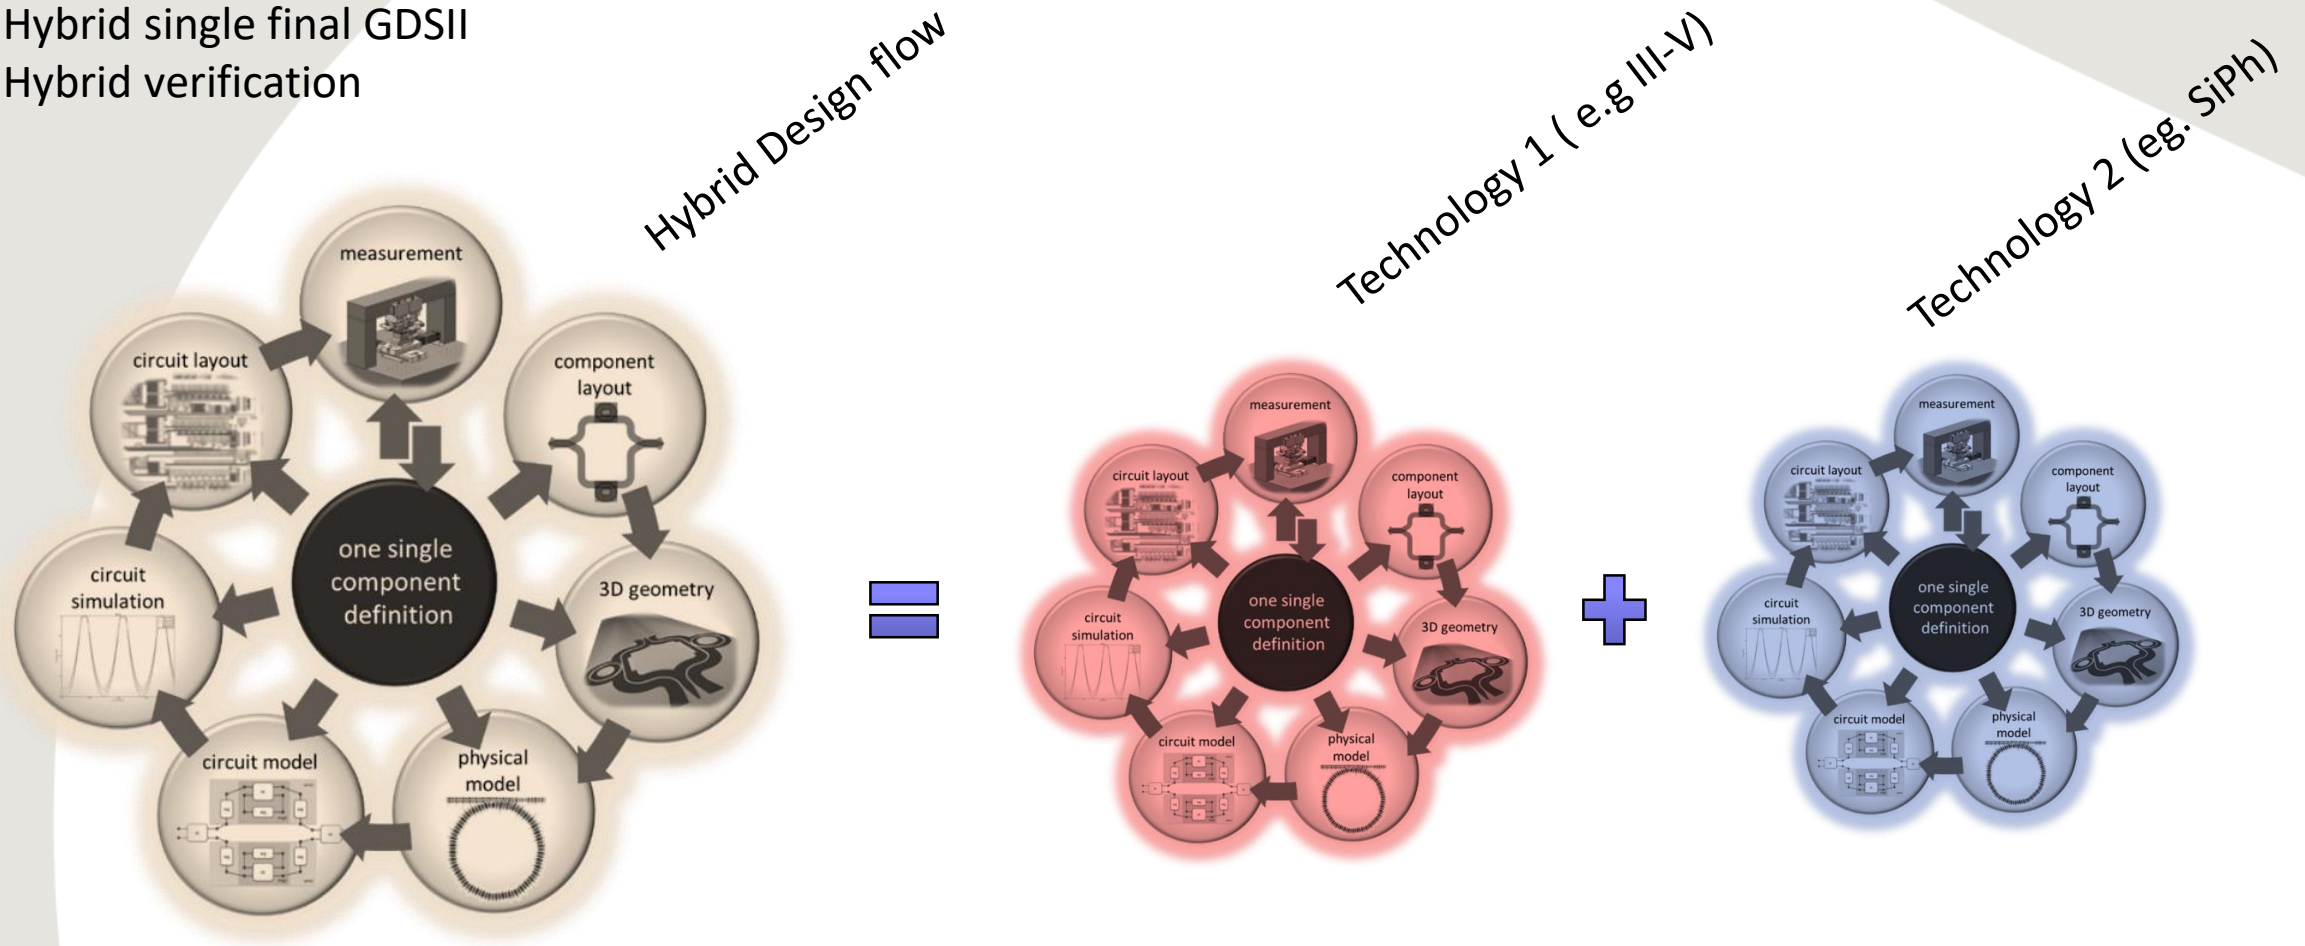 Hybrid single final GDSII
Hybrid verification
Hybrid Design flow
Technology 1 ( e.g III-V)
Technology 2 (eg. SiPh)
measurement
circuit layout
component
layout
one single
component
definition
3D geometry
circuit
simulation
circuit model
physical
model
measurement
circuit layout
component
layout
one single
component
definition
3D geometry
circuit
simulation
circuit model
physical
model
measurement
circuit layout
component
layout
one single
component
definition
3D geometry
circuit
simulation
circuit model
physical
model